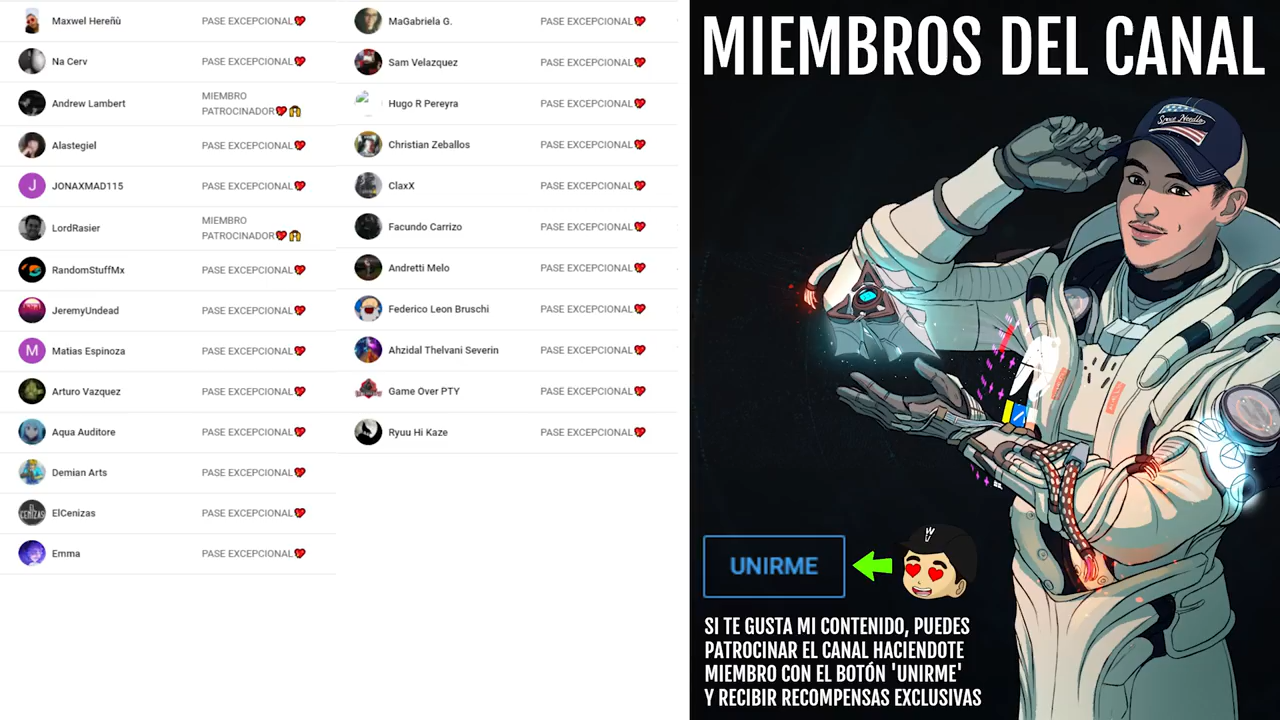 Maxwel Hereñù PASE EXCEPCIONAL
Na Cerv PASE EXCEPCIONAL
Andrew Lambert MIEMBRO
PATROCINADOR
Alastegiel PASE EXCEPCIONAL
J JONAXMAD115 PASE EXCEPCIONAL
LordRasier MIEMBRO
PATROCINADOR
RandomStuffMx PASE EXCEPCIONAL
JeremyUndead PASE EXCEPCIONAL
M Matias Espinoza PASE EXCEPCIONAL
Arturo Vazquez PASE EXCEPCIONAL
Aqua Auditore PASE EXCEPCIONAL
Demian Arts PASE EXCEPCIONAL
EL CENIZAS ElCenizas PASE EXCEPCIONAL
Emma PASE EXCEPCIONAL
MaGabriela G. PASE EXCEPCIONAL
Sam Velazquez PASE EXCEPCIONAL
Hugo R Pereyra PASE EXCEPCIONAL
Christian Zeballos PASE EXCEPCIONAL
ClaxX PASE EXCEPCIONAL
Facundo Carrizo PASE EXCEPCIONAL
Andretti Melo PASE EXCEPCIONAL
Federico Leon Bruschi PASE EXCEPCIONAL
Ahzidal Thelvani Severin PASE EXCEPCIONAL
Game Over PTY PASE EXCEPCIONAL
Ryuu Hi Kaze PASE EXCEPCIONAL
MIEMBROS DEL CANAL
Space Needle
UNIRME
SI TE GUSTA MI CONTENIDO, PUEDES
PATROCINAR EL CANAL HACIENDOTE
MIEMBRO CON EL BOTÓN 'UNIRME'
Y RECIBIR RECOMPENSAS EXCLUSIVAS